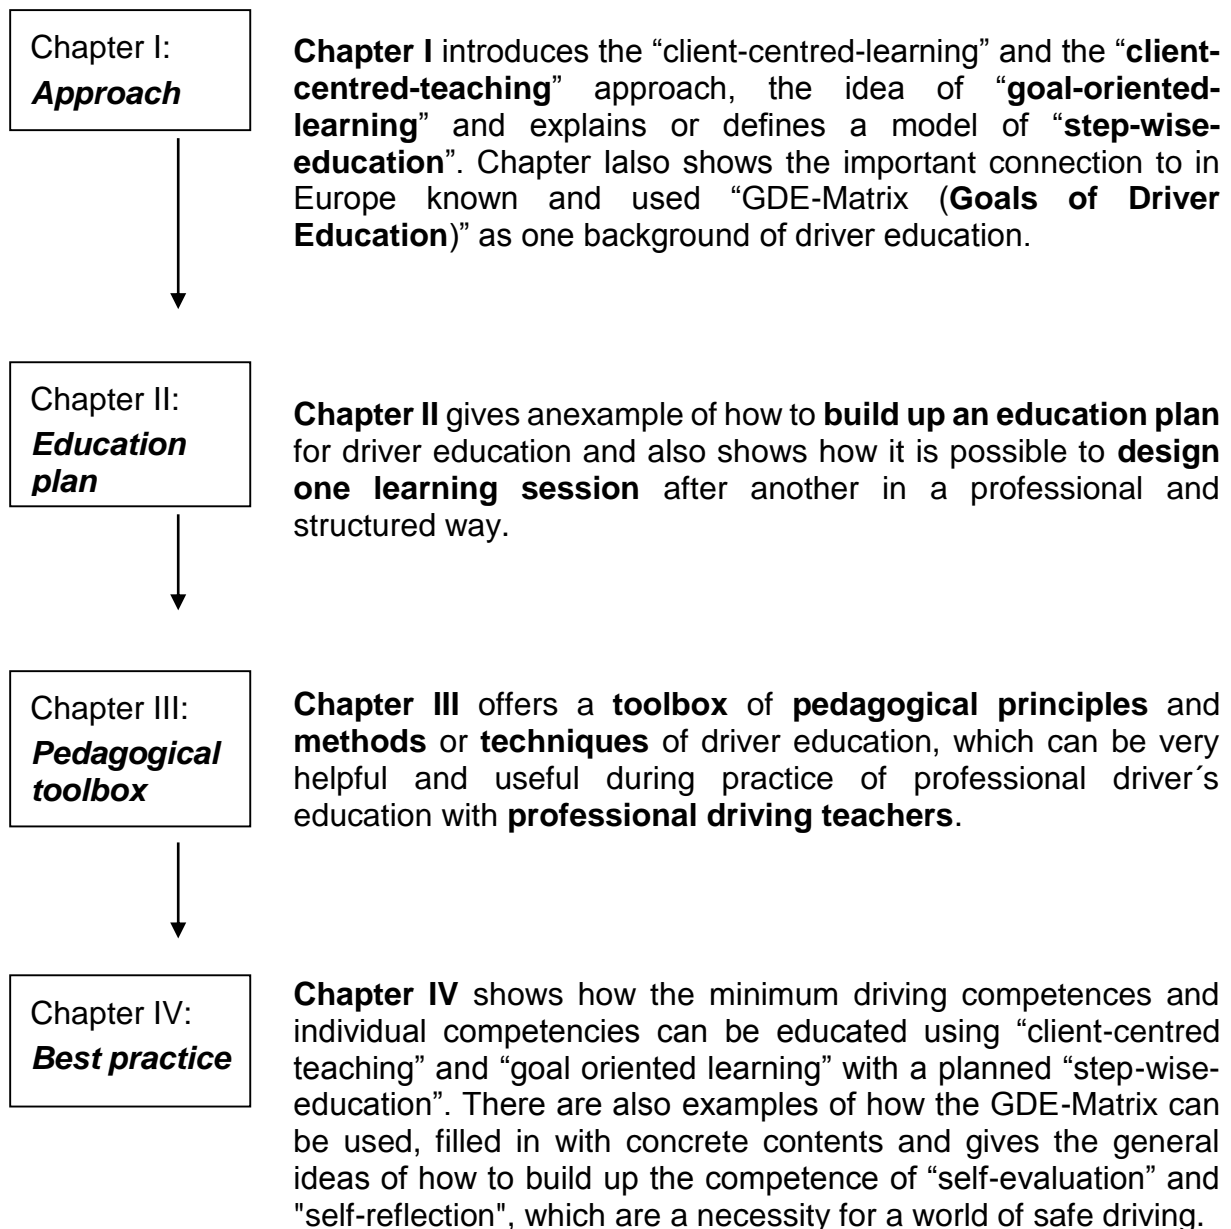 Chapter I:
Approach
Chapter I introduces the “client-centred-learning” and the “client-
centred-teaching” approach, the idea of “goal-oriented-
learning” and explains or defines a model of “step-wise-
education”. Chapter Ialso shows the important connection to in
Europe known and used “GDE-Matrix (Goals of Driver
Education)” as one background of driver education.
Chapter II:
Education
plan
Chapter II gives anexample of how to build up an education plan
for driver education and also shows how it is possible to design
one learning session after another in a professional and
structured way.
Chapter III:
Pedagogical
toolbox
Chapter III offers a toolbox of pedagogical principles and
methods or techniques of driver education, which can be very
helpful and useful during practice of professional driver´s
education with professional driving teachers.
Chapter IV:
Best practice
Chapter IV shows how the minimum driving competences and
individual competencies can be educated using “client-centred
teaching” and “goal oriented learning” with a planned “step-wise-
education”. There are also examples of how the GDE-Matrix can
be used, filled in with concrete contents and gives the general
ideas of how to build up the competence of “self-evaluation” and
"self-reflection", which are a necessity for a world of safe driving.